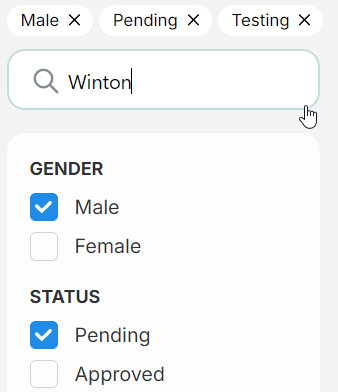 Male Pending Testing
Winton
GENDER
Male
Female
STATUS
Pending
Approved